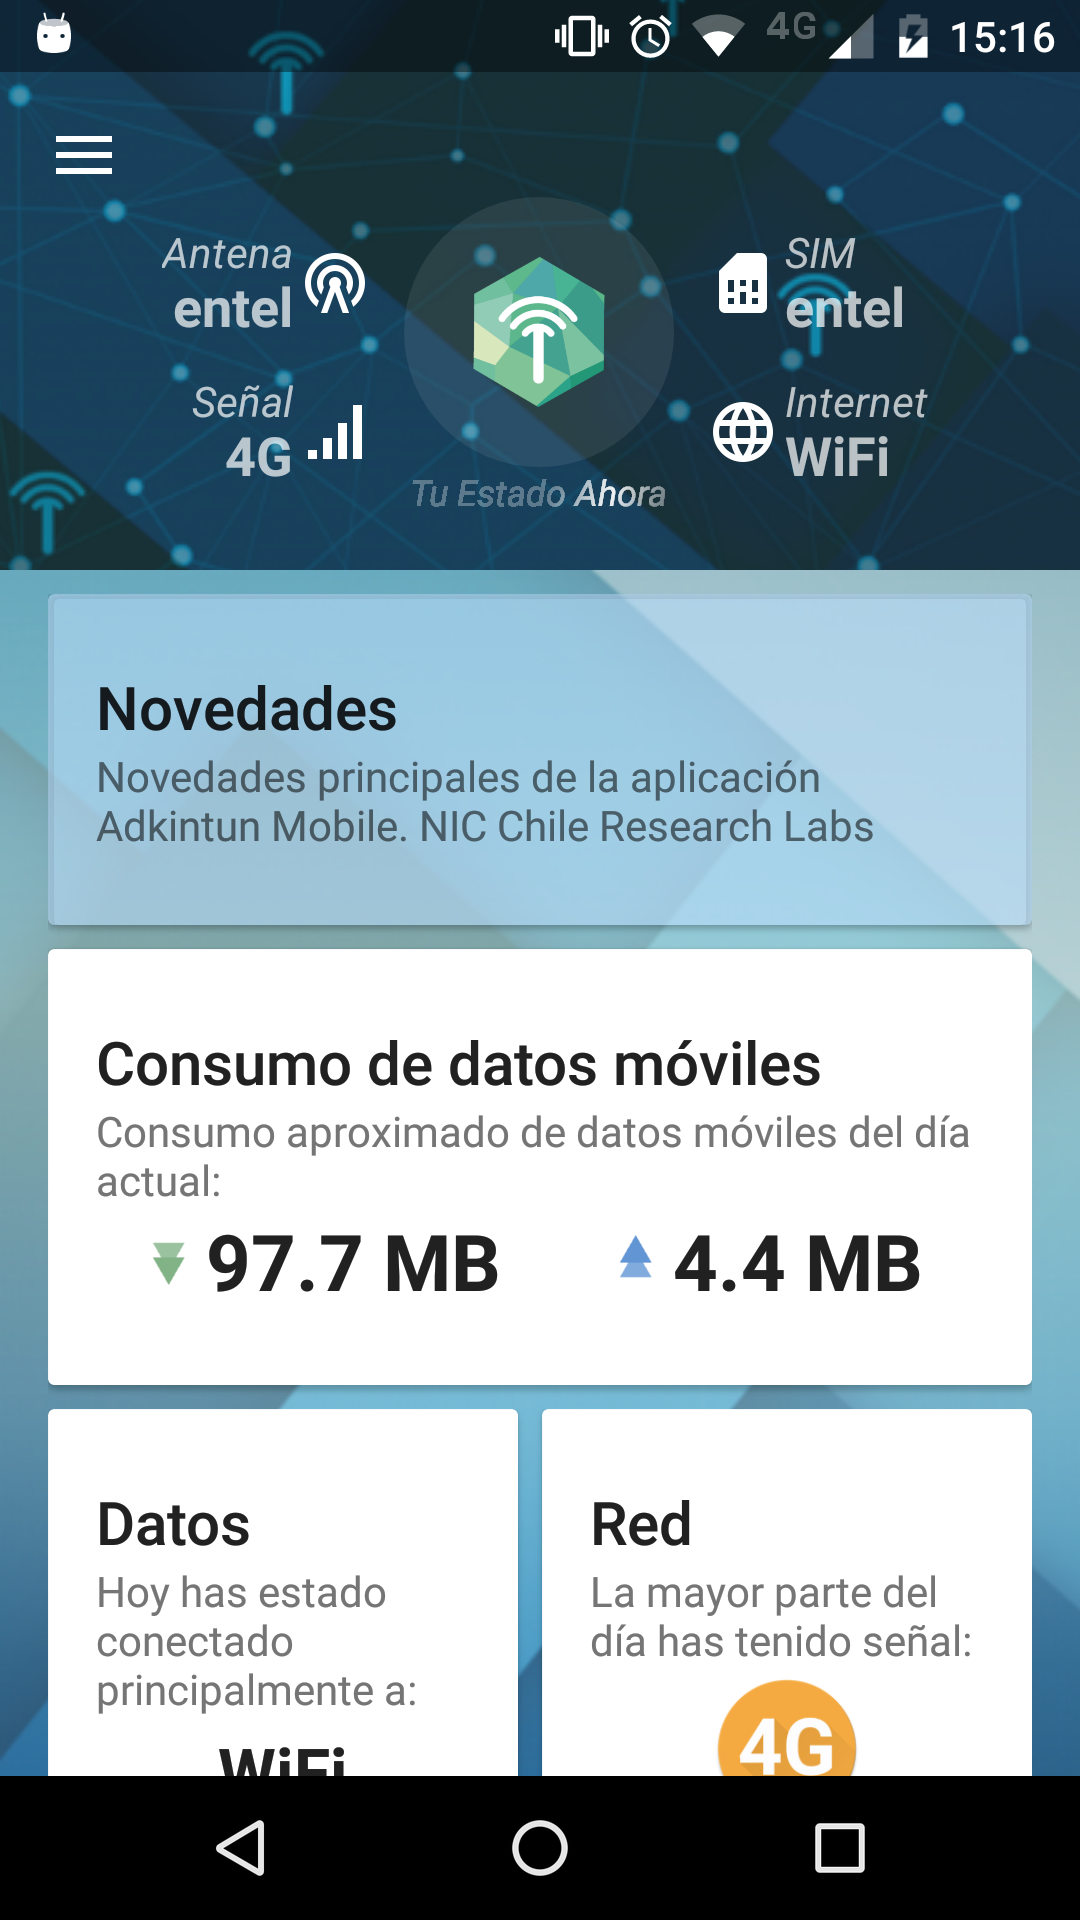 4G 15:16
Antena
entel
SIM
entel
Señal
4G
Internet
WiFi
Tu Estado Ahora
Novedades
Novedades principales de la aplicación
Adkintun Mobile. NIC Chile Research Labs
Consumo de datos móviles
Consumo aproximado de datos móviles del día
actual:
97.7 MB 4.4 MB
Datos
Hoy has estado
conectado
principalmente a:
WiFi
Red
La mayor parte del
día has tenido señal:
4G